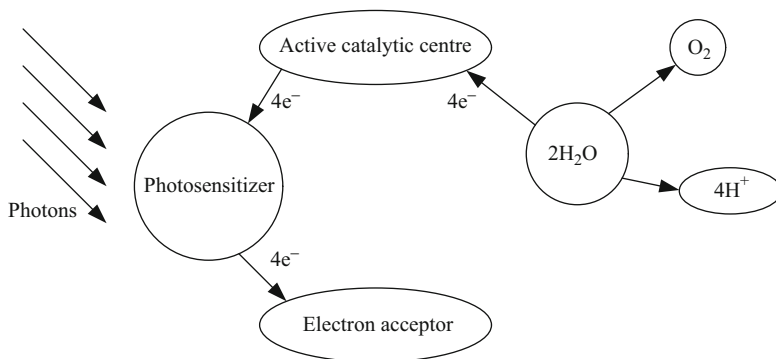 Active catalytic centre
O₂
4e⁻
4e⁻
2H₂O
Photosensitizer
4H⁺
Photons
4e⁻
Electron acceptor